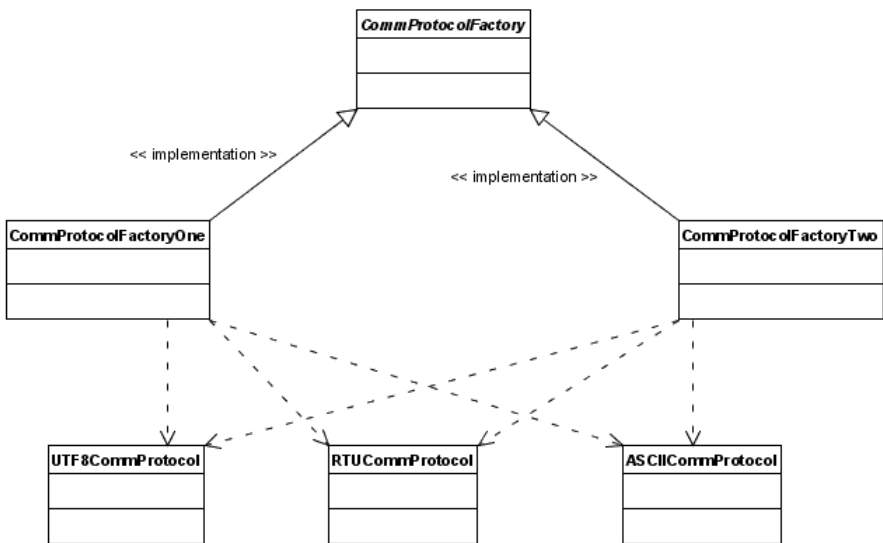 CommProtocolFactory
<< implementation >>
<< implementation >>
CommProtocolFactoryOne
CommProtocolFactoryTwo
UTF8CommProtocol
RTUCommProtocol
ASCIICommProtocol